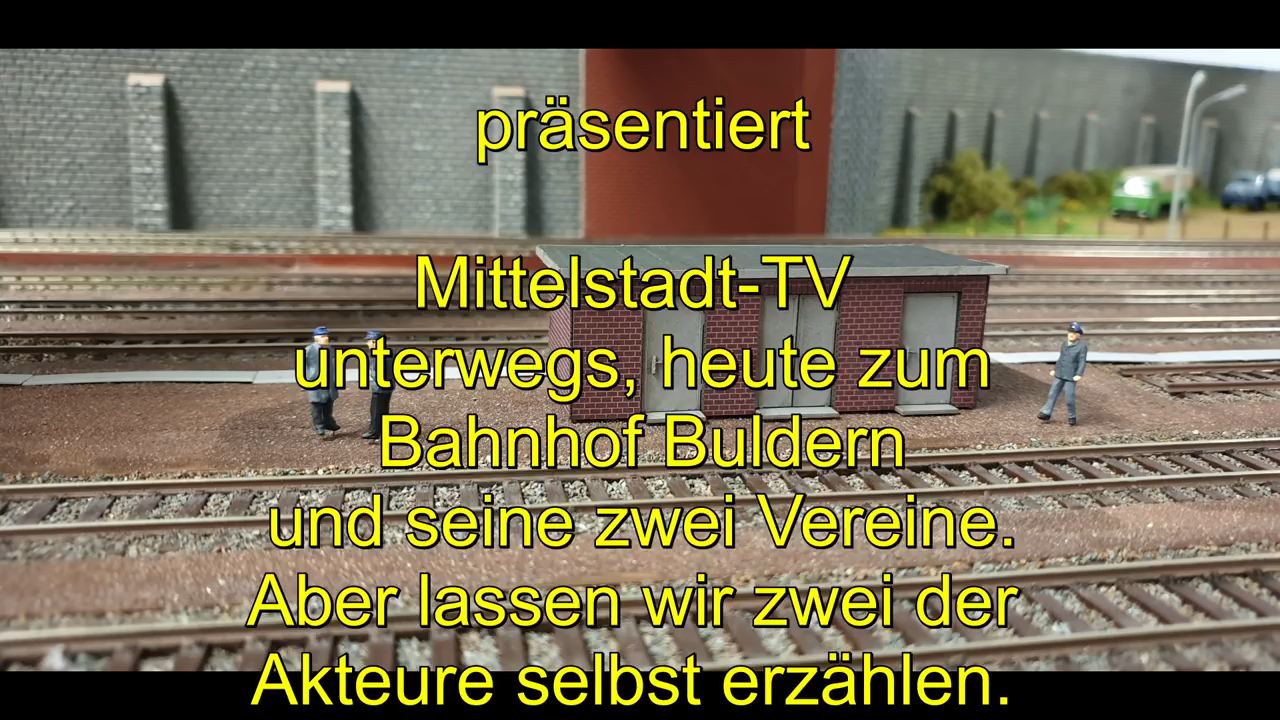 präsentiert
Mittelstadt-TV
unterwegs, heute zum
Bahnhof Buldern
und seine zwei Vereine.
Aber lassen wir zwei der
Akteure selbst erzählen.